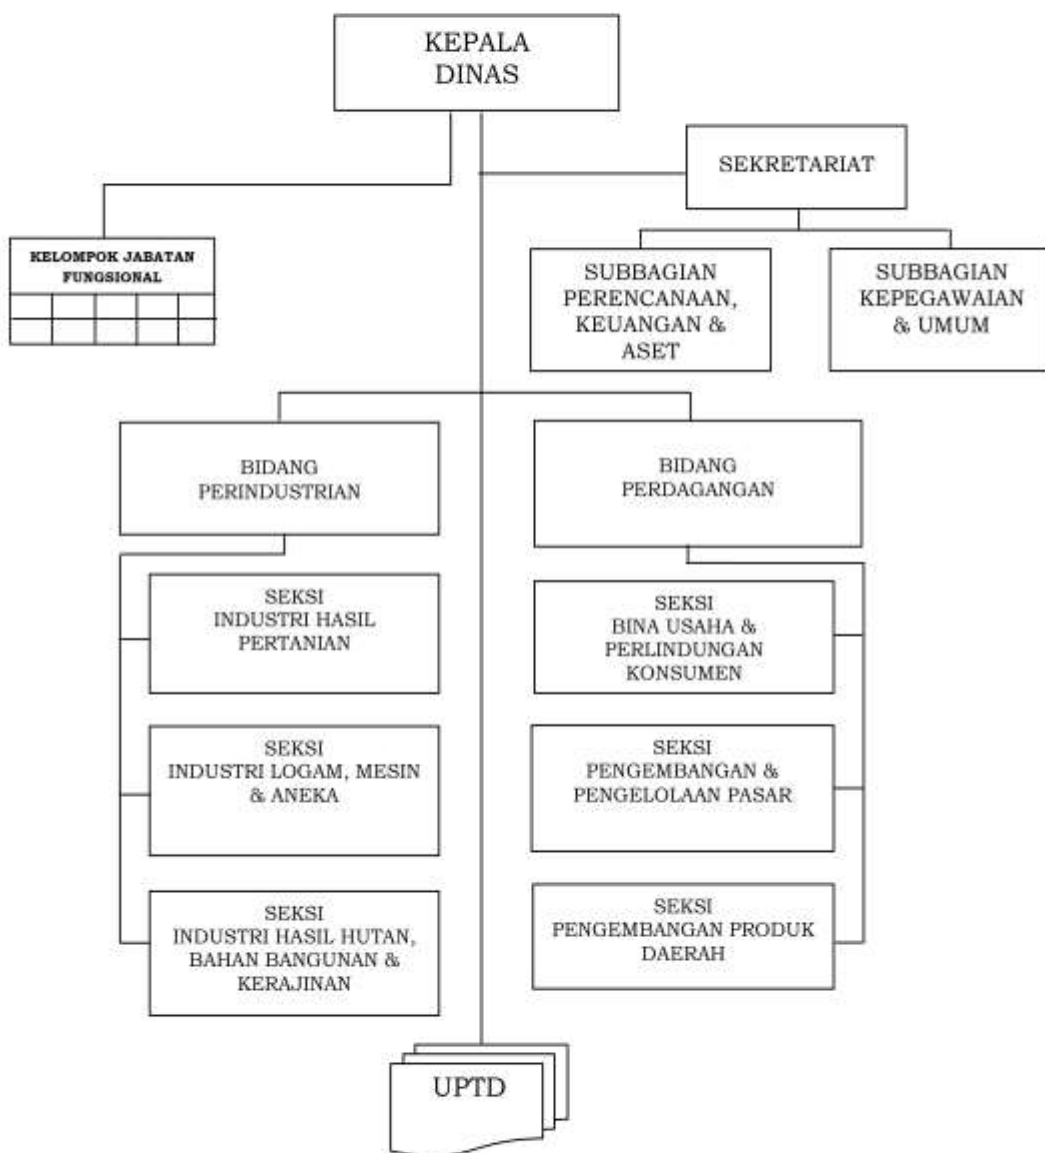 KEPALA
DINAS
SEKRETARIAT
KELOMPOK JABATAN
FUNGSIONAL
SUBBAGIAN
PERENCANAAN,
KEUANGAN &
ASET
SUBBAGIAN
KEPEGAWAIAN
& UMUM
BIDANG
PERINDUSTRIAN
BIDANG
PERDAGANGAN
SEKSI
INDUSTRI HASIL
PERTANIAN
SEKSI
BINA USAHA &
PERLINDUNGAN
KONSUMEN
SEKSI
INDUSTRI LOGAM, MESIN
& ANEKA
SEKSI
PENGEMBANGAN &
PENGELOLAAN PASAR
SEKSI
INDUSTRI HASIL HUTAN,
BAHAN BANGUNAN &
KERAJINAN
SEKSI
PENGEMBANGAN PRODUK
DAERAH
UPTD